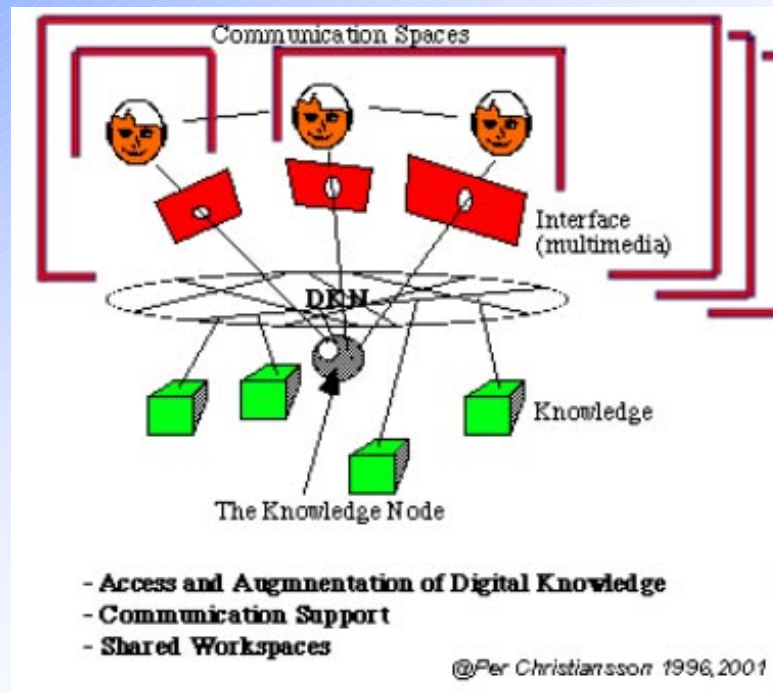 Communication Spaces
Interface
(multimedia)
DKN
Knowledge
The Knowledge Node
- Access and Augmnentation of Digital Knowledge
- Communication Support
- Shared Workspaces
@Per Christiansson 1996,2001